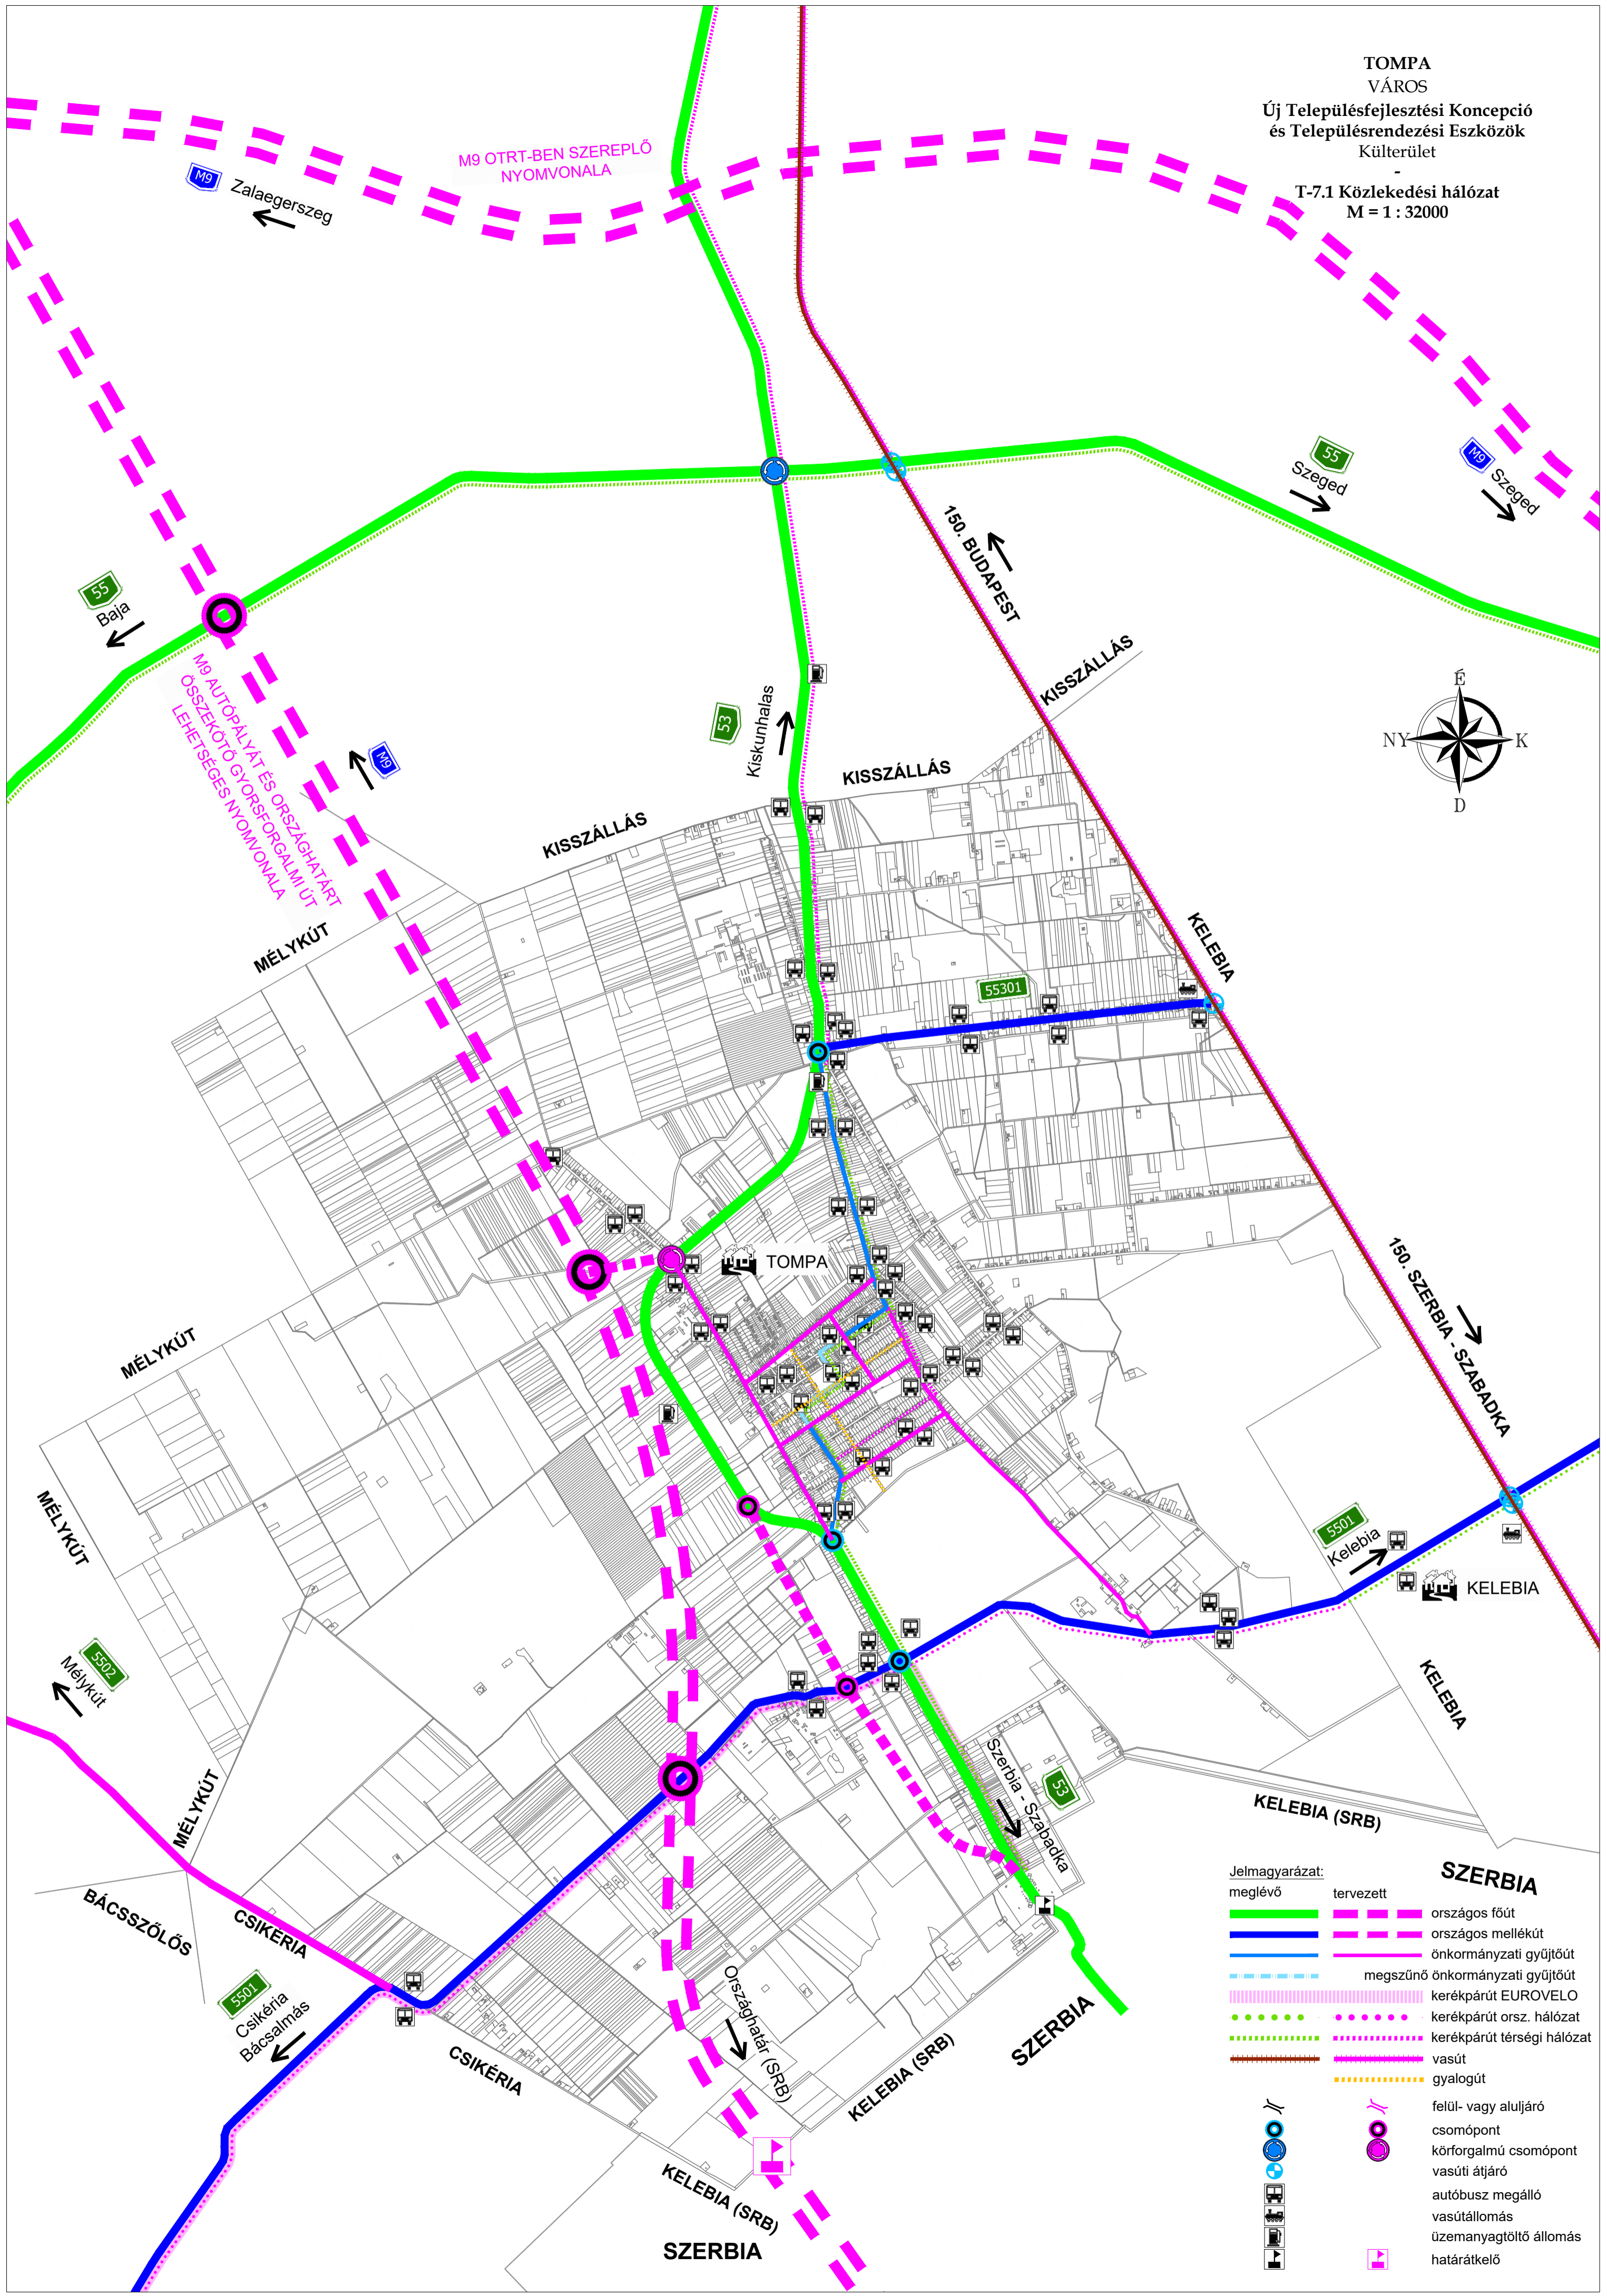 TOMPA
VÁROS
Új Településfejlesztési Koncepció
és Településrendezési Eszközök
Külterület
-
T-7.1 Közlekedési hálózat
M = 1 : 32000
M9 OTRT-BEN SZEREPLŐ
NYOMVONALA
M9
Zalaegerszeg
55
Szeged
M9
Szeged
150. BUDAPEST
55
Baja
M9 AUTÓPÁLYÁT ÉS ORSZÁGHATÁRT
ÖSSZEKÖTŐ GYORSFORGALMI ÚT
LEHETSÉGES NYOMVONALA
M9
53
Kiskunhalas
KISSZÁLLÁS
KISSZÁLLÁS
KISSZÁLLÁS
É
NY
K
D
MÉLYKÚT
KELEBIA
55301
TOMPA
150. SZERBIA - SZABADKA
MÉLYKÚT
MÉLYKÚT
5501
Kelebia
KELEBIA
5502
Mélykút
KELEBIA
MÉLYKÚT
Szerbia - Szabadka
53
KELEBIA (SRB)
BÁCSSZŐLŐS
CSIKÉRIA
5501
Csikéria
Bácsalmás
CSIKÉRIA
Országhatár (SRB)
KELEBIA (SRB)
SZERBIA
KELEBIA (SRB)
SZERBIA
SZERBIA
Jelmagyarázat:
meglévő
tervezett
országos főút
országos mellékút
önkormányzati gyűjtőút
megszűnő önkormányzati gyűjtőút
kerékpárút EUROVELO
kerékpárút orsz. hálózat
kerékpárút térségi hálózat
vasút
gyalogút
felül- vagy aluljáró
csomópont
körforgalmú csomópont
vasúti átjáró
autóbusz megálló
vasútállomás
üzemanyagtöltő állomás
határátkelő